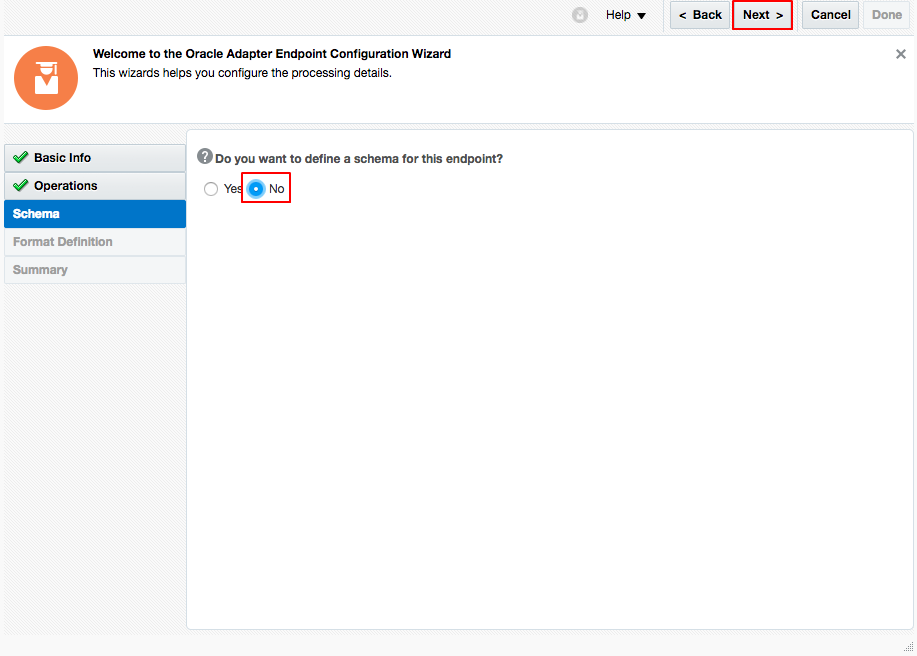 Help
< Back
Next >
Cancel
Done
Welcome to the Oracle Adapter Endpoint Configuration Wizard
This wizards helps you configure the processing details.
Basic Info
Operations
Schema
Format Definition
Summary
Do you want to define a schema for this endpoint?
Yes No